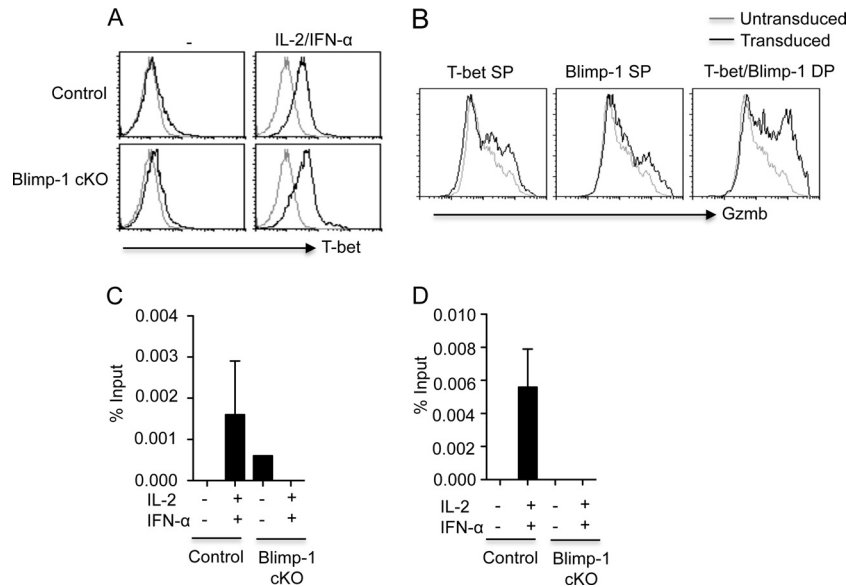 A
- IL-2/IFN-α
Control
Blimp-1 cKO
T-bet
B
Untransduced
Transduced
T-bet SP Blimp-1 SP T-bet/Blimp-1 DP
Gzmb
C
% Input
0.004
0.003
0.002
0.001
0.000
IL-2 - + - +
IFN-α - + - +
Control Blimp-1
cKO
D
% Input
0.010
0.008
0.006
0.004
0.002
0.000
IL-2 - + - +
IFN-α - + - +
Control Blimp-1
cKO